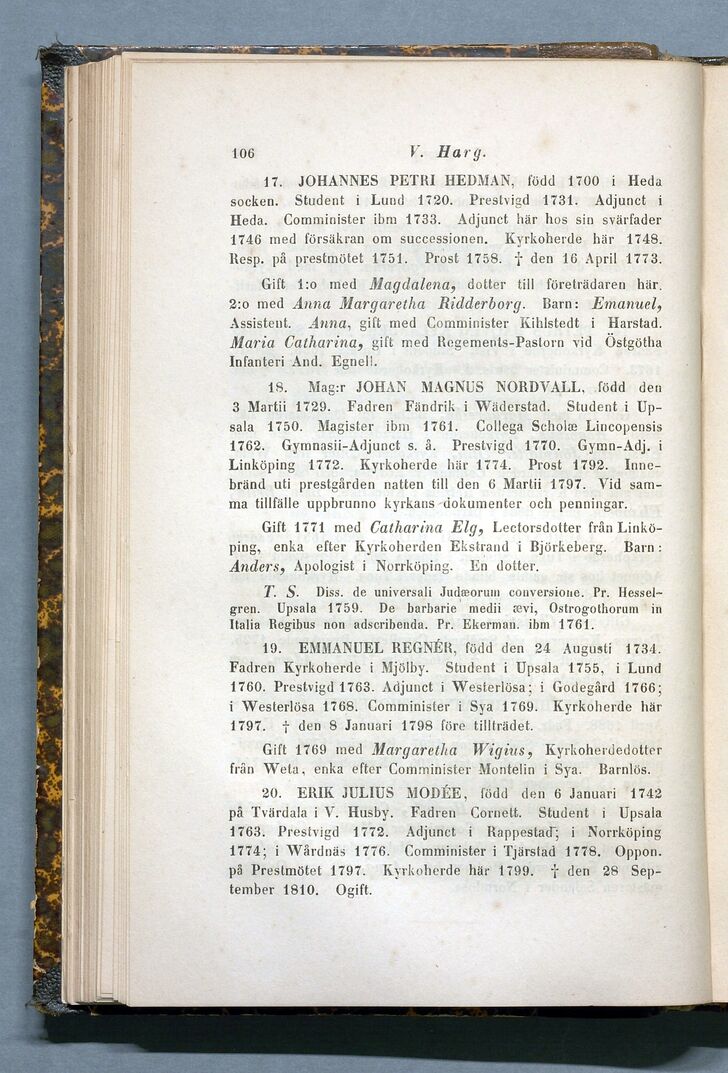 106 V. Harg.
17. JOHANNES PETRI HEDMAN, född 1700 i Heda
socken. Student i Lund 1720. Prestvigd 1731. Adjunct i
Heda. Comminister ibm 1733. Adjunct här hos sin svärfader
1746 med försäkran om successionen. Kyrkoherde här 1748.
Resp. på prestmötet 1751. Prost 1758. † den 16 April 1773.
Gift 1:o med Magdalena, dotter till företrädaren här.
2:o med Anna Margaretha Ridderborg. Barn: Emanuel,
Assistent. Anna, gift med Comminister Kihlstedt i Harstad.
Maria Catharina, gift med Regements-Pastorn vid Östgötha
Infanteri And. Egnell.
18. Mag:r JOHAN MAGNUS NORDVALL, född den
3 Martii 1729. Fadren Fändrik i Wäderstad. Student i Up-
sala 1750. Magister ibm 1761. Collega Scholæ Lincopensis
1762. Gymnasii-Adjunct s. å. Prestvigd 1770. Gymn-Adj. i
Linköping 1772. Kyrkoherde här 1774. Prost 1792. Inne-
bränd uti prestgården natten till den 6 Martii 1797. Vid sam-
ma tillfälle uppbrunno kyrkans dokumenter och penningar.
Gift 1771 med Catharina Elg, Lectorsdotter från Linkö-
ping, enka efter Kyrkoherden Ekstrand i Björkeberg. Barn:
Anders, Apologist i Norrköping. En dotter.
T. S. Diss. de universali Judæorum conversione. Pr. Hessel-
gren. Upsala 1759. De barbarie medii ævi, Ostrogothorum in
Italia Regibus non adscribenda. Pr. Ekerman. ibm 1761.
19. EMMANUEL REGNÉR, född den 24 Augusti 1734.
Fadren Kyrkoherde i Mjölby. Student i Upsala 1755, i Lund
1760. Prestvigd 1763. Adjunct i Westerlösa; i Godegård 1766;
i Westerlösa 1768. Comminister i Sya 1769. Kyrkoherde här
1797. † den 8 Januari 1798 före tillträdet.
Gift 1769 med Margaretha Wigius, Kyrkoherdedotter
från Weta, enka efter Comminister Montelin i Sya. Barnlös.
20. ERIK JULIUS MODÉE, född den 6 Januari 1742
på Tvärdala i V. Husby. Fadren Cornett. Student i Upsala
1763. Prestvigd 1772. Adjunct i Rappestad; i Norrköping
1774; i Wårdnäs 1776. Comminister i Tjärstad 1778. Oppon.
på Prestmötet 1797. Kyrkoherde här 1799. † den 28 Sep-
tember 1810. Ogift.